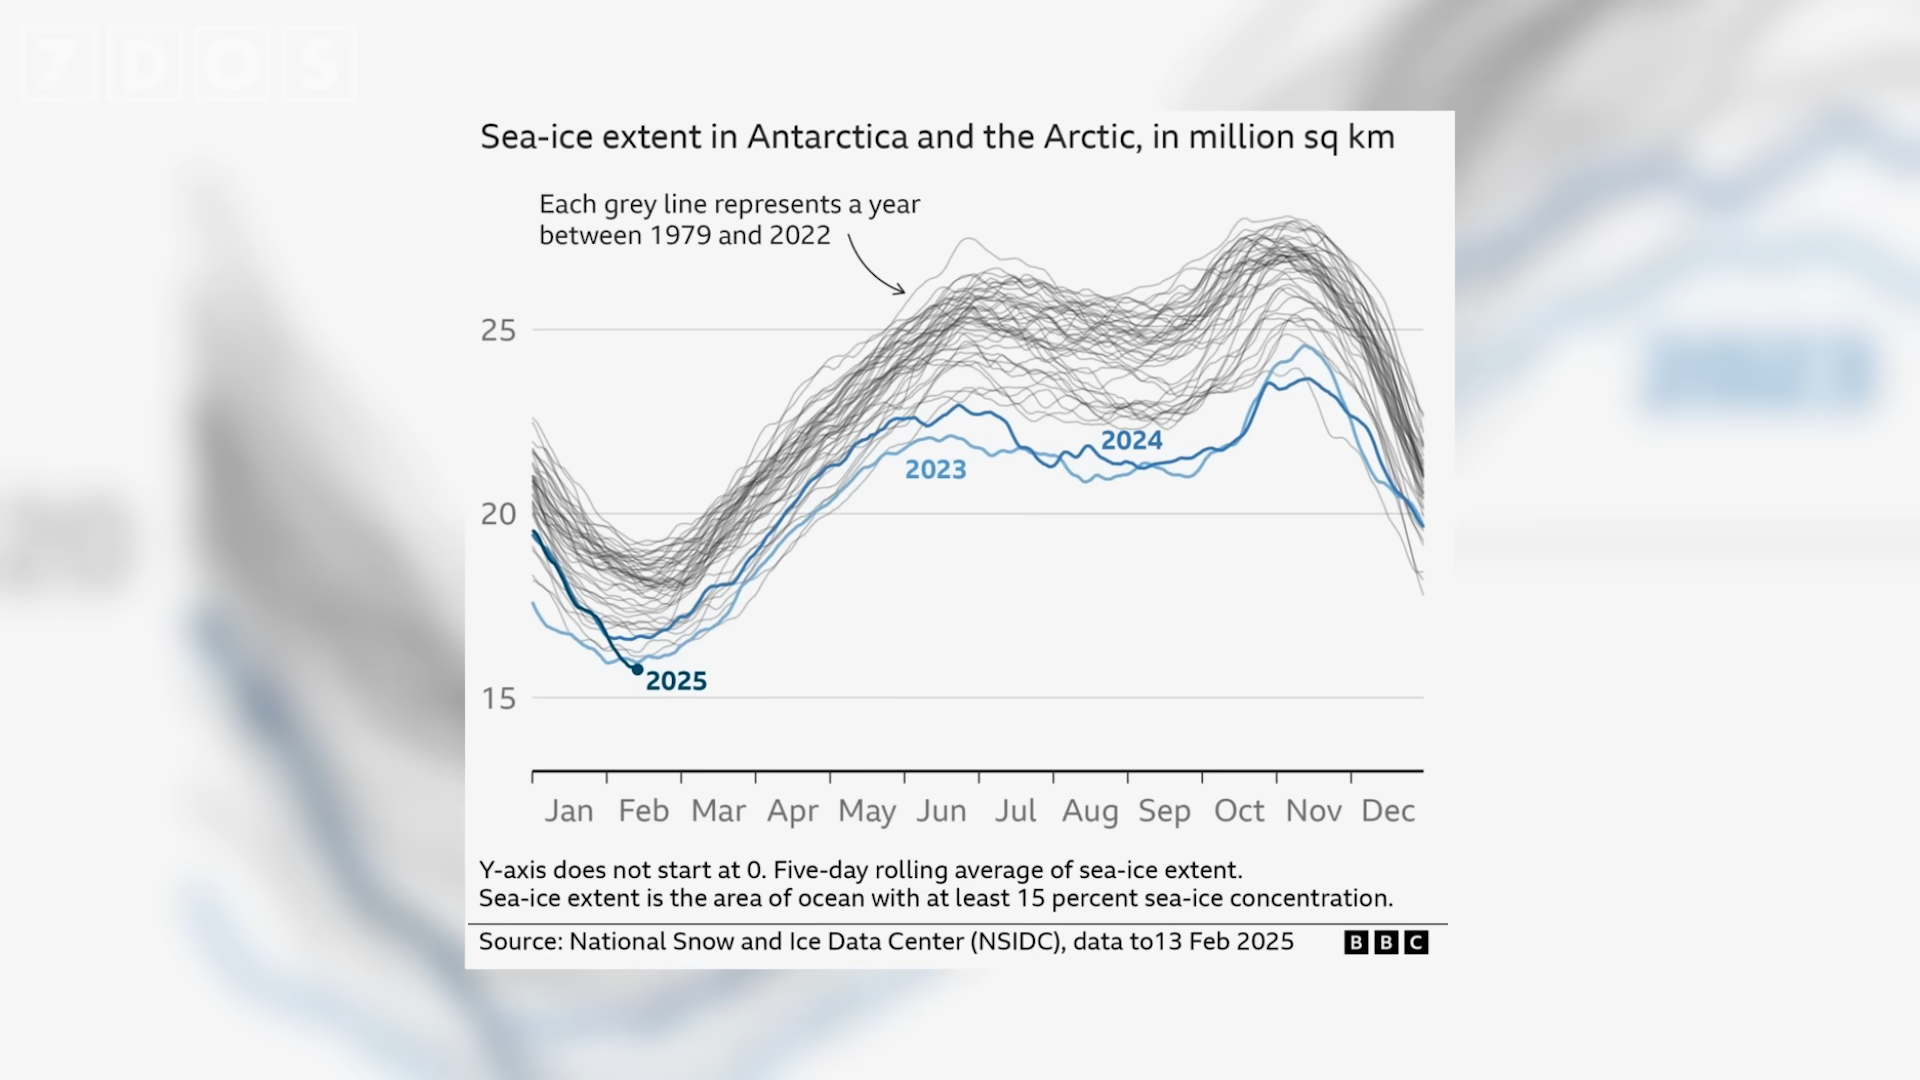 7DOS
Sea-ice extent in Antarctica and the Arctic, in million sq km
Each grey line represents a year
between 1979 and 2022
25
2024
2023
20
2025
15
Jan Feb Mar Apr May Jun Jul Aug Sep Oct Nov Dec
Y-axis does not start at 0. Five-day rolling average of sea-ice extent.
Sea-ice extent is the area of ocean with at least 15 percent sea-ice concentration.
Source: National Snow and Ice Data Center (NSIDC), data to13 Feb 2025
BBC